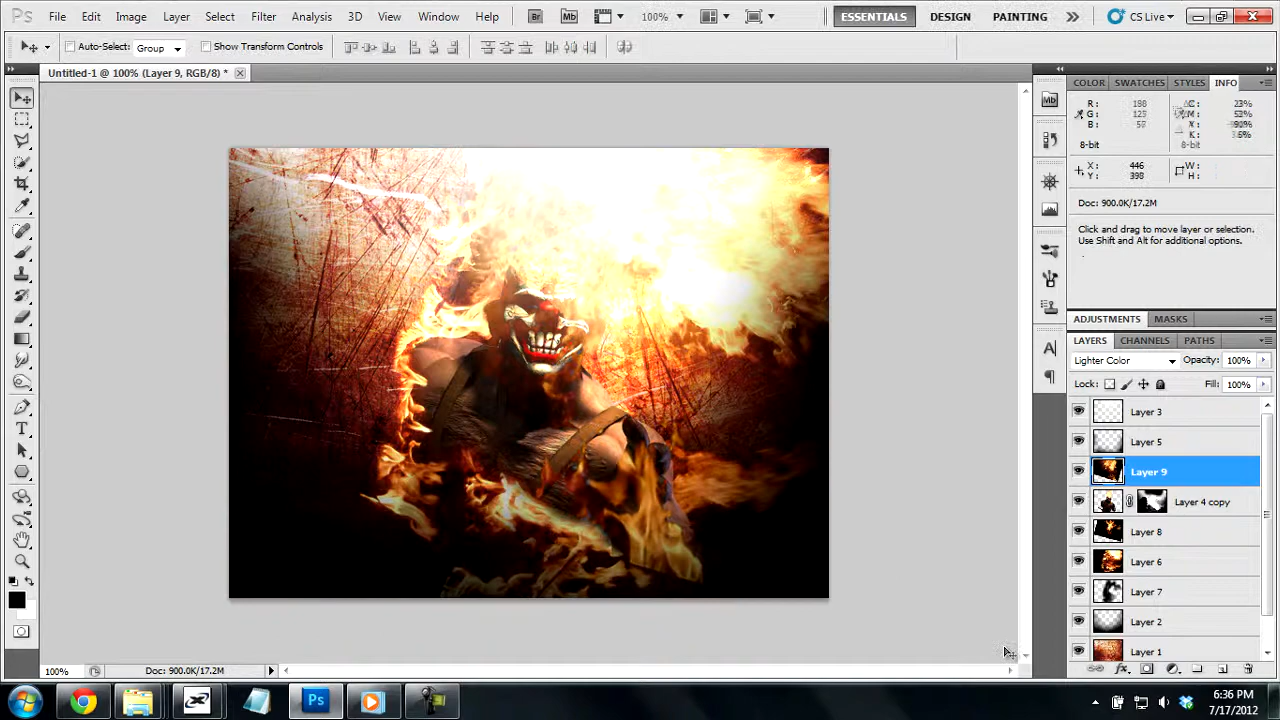 Ps File Edit Image Layer Select Filter Analysis 3D View Window Help Br Mb 100% ESSENTIALS DESIGN PAINTING CS Live
Auto-Select: Group Show Transform Controls
Untitled-1 @ 100% (Layer 9, RGB/8) *
COLOR SWATCHES STYLES INFO
Mb
R: 188 C: 23%
G: 123 M: 52%
B: 59
K: 6%
8-bit 8-bit
X: 446 W:
Y: 398 H:
Doc: 900.0K/17.2M
Click and drag to move layer or selection.
Use Shift and Alt for additional options.
ADJUSTMENTS MASKS
LAYERS CHANNELS PATHS
Lighter Color Opacity: 100%
Lock: Fill: 100%
Layer 3
Layer 5
Layer 9
Layer 4 copy
Layer 8
Layer 6
Layer 7
Layer 2
Layer 1
100% Doc: 900.0K/17.2M
Ps
6:36 PM
7/17/2012